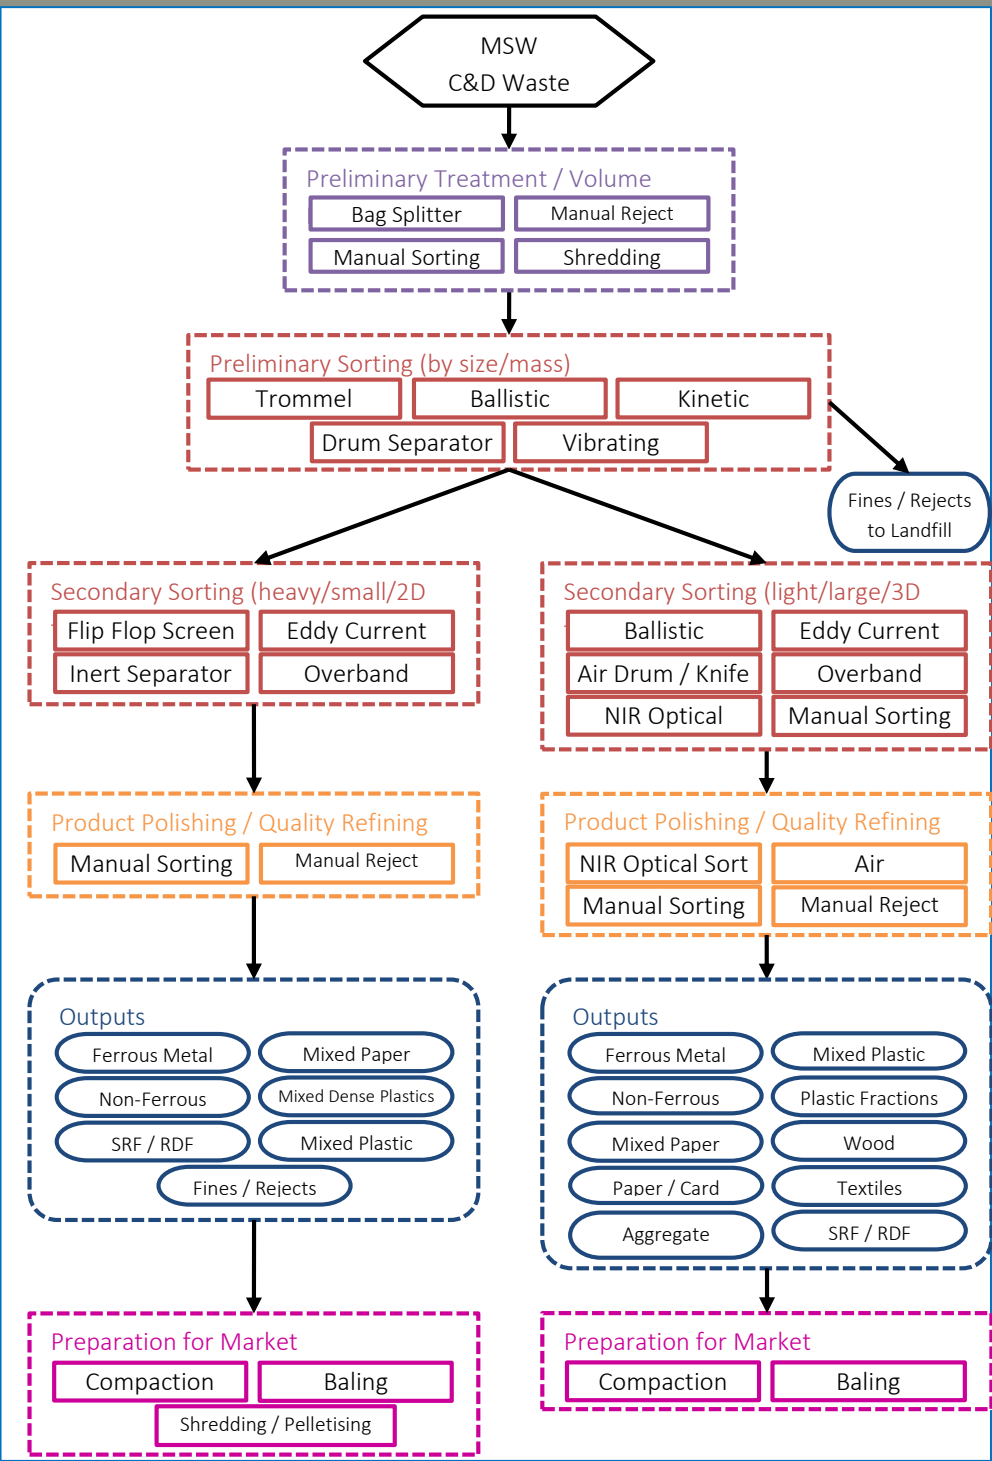 MSW
C&D Waste
Preliminary Treatment / Volume
Bag Splitter
Manual Reject
Manual Sorting
Shredding
Preliminary Sorting (by size/mass)
Trommel
Ballistic
Kinetic
Drum Separator
Vibrating
Fines / Rejects
to Landfill
Secondary Sorting (heavy/small/2D
Flip Flop Screen
Eddy Current
Inert Separator
Overband
Secondary Sorting (light/large/3D
Ballistic
Eddy Current
Air Drum / Knife
Overband
NIR Optical
Manual Sorting
Product Polishing / Quality Refining
Manual Sorting
Manual Reject
Product Polishing / Quality Refining
NIR Optical Sort
Air
Manual Sorting
Manual Reject
Outputs
Ferrous Metal
Mixed Paper
Non-Ferrous
Mixed Dense Plastics
SRF / RDF
Mixed Plastic
Fines / Rejects
Outputs
Ferrous Metal
Mixed Plastic
Non-Ferrous
Plastic Fractions
Mixed Paper
Wood
Paper / Card
Textiles
Aggregate
SRF / RDF
Preparation for Market
Compaction
Baling
Shredding / Pelletising
Preparation for Market
Compaction
Baling